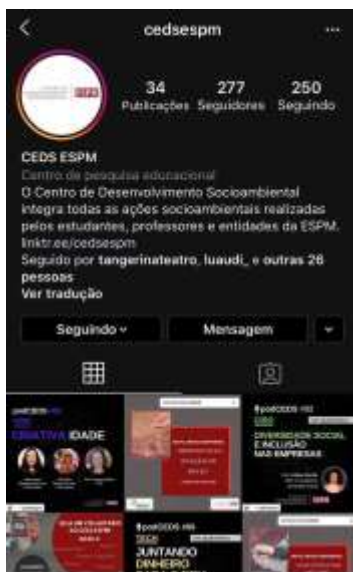 cedsespm
34 277 250
Publicações Seguidores Seguindo
CEDS ESPM
Centro de pesquisa educacional
O Centro de Desenvolvimento Socioambiental
integra todas as ações socioambientais realizadas
pelos estudantes, professores e entidades da ESPM.
linktr.ee/cedsespm
Seguido por tangerinateatro, luaudi_ e outras 26
pessoas
Ver tradução
Seguindo
Mensagem
CRIATIVA IDADE
DIVERSIDADE SOCIAL
E INCLUSÃO
NAS EMPRESAS
JUNTANDO
DINHEIRO